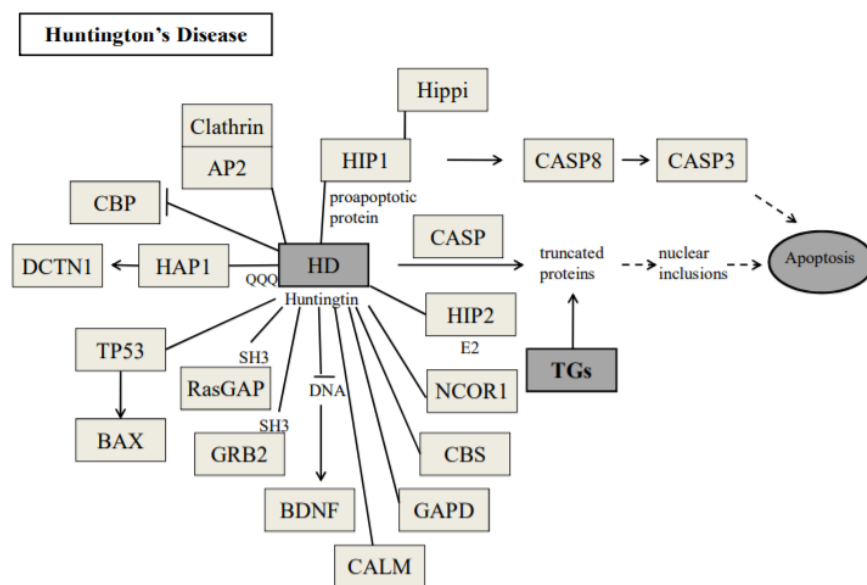 Huntington's Disease
Hippi
Clathrin
AP2
HIP1
CASP8
CASP3
proapoptotic
protein
CBP
CASP
DCTN1
HAP1
QQQ
HD
Huntingtin
truncated
proteins
nuclear
inclusions
Apoptosis
HIP2
E2
TP53
SH3
RasGAP
DNA
NCOR1
TGs
SH3
BAX
GRB2
CBS
BDNF
GAPD
CALM